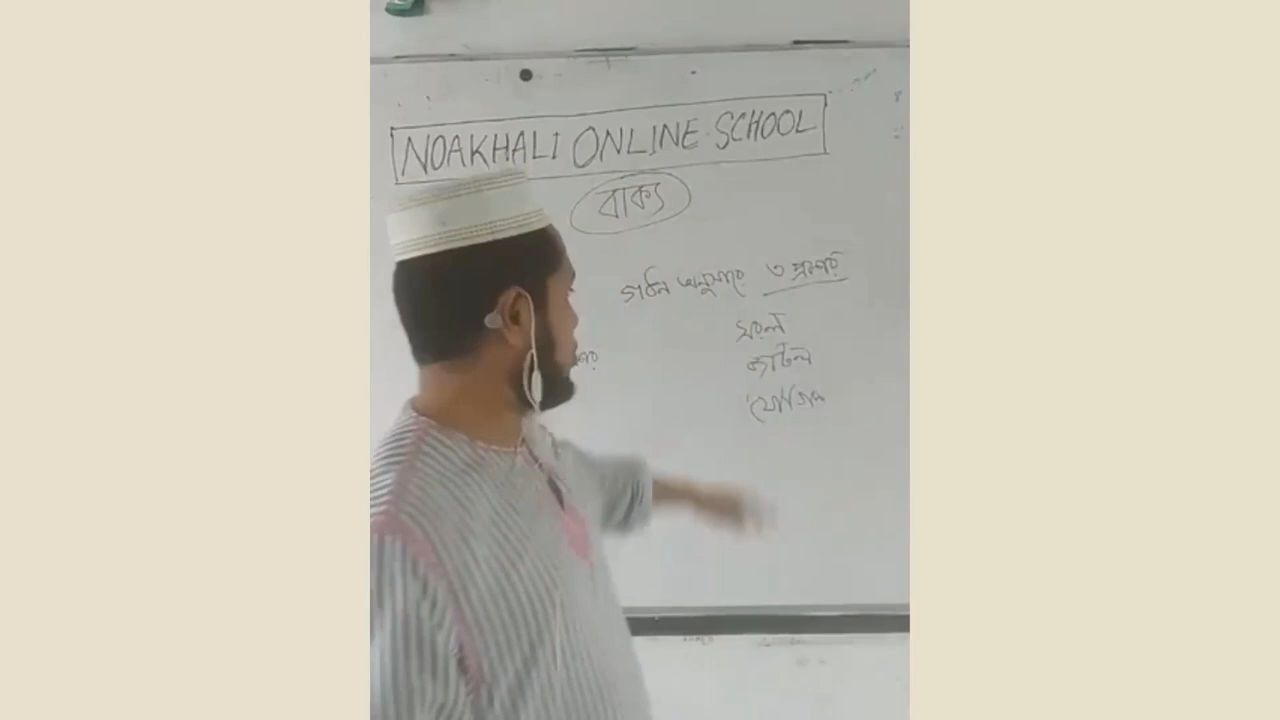 NOAKHALI ONLINE SCHOOL
বাক্য
গঠন অনুসারে ৩ প্রকার
সরল
জটিল
যৌগিক